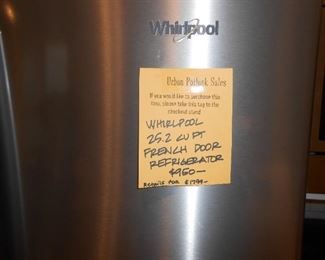 Whirlpool
Urban Potluck Sales
If you would like to purchase this
item, please take this tag to the
checkout stand
WHIRLPOOL
25.2 CU FT
FRENCH DOOR
REFRIGERATOR
$950—
RETAILS FOR $1799—